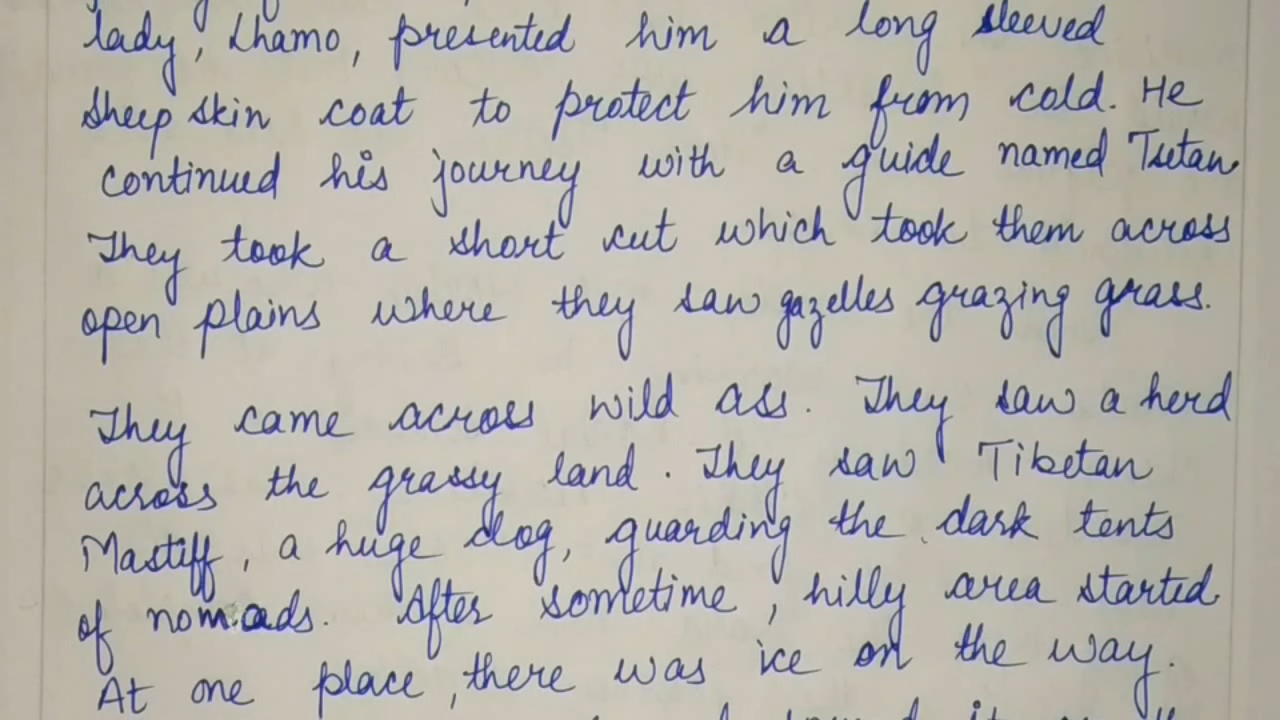 lady, Lhamo, presented him a long sleeved
sheep skin coat to protect him from cold. He
continued his journey with a guide named Tsetan
They took a short cut which took them across
open plains where they saw gazelles grazing grass.
They came across wild ass. They saw a herd
across the grassy land. They saw Tibetan
Mastiff, a huge dog, guarding the dark tents
of nomads. After sometime, hilly area started
At one place, there was ice on the way.